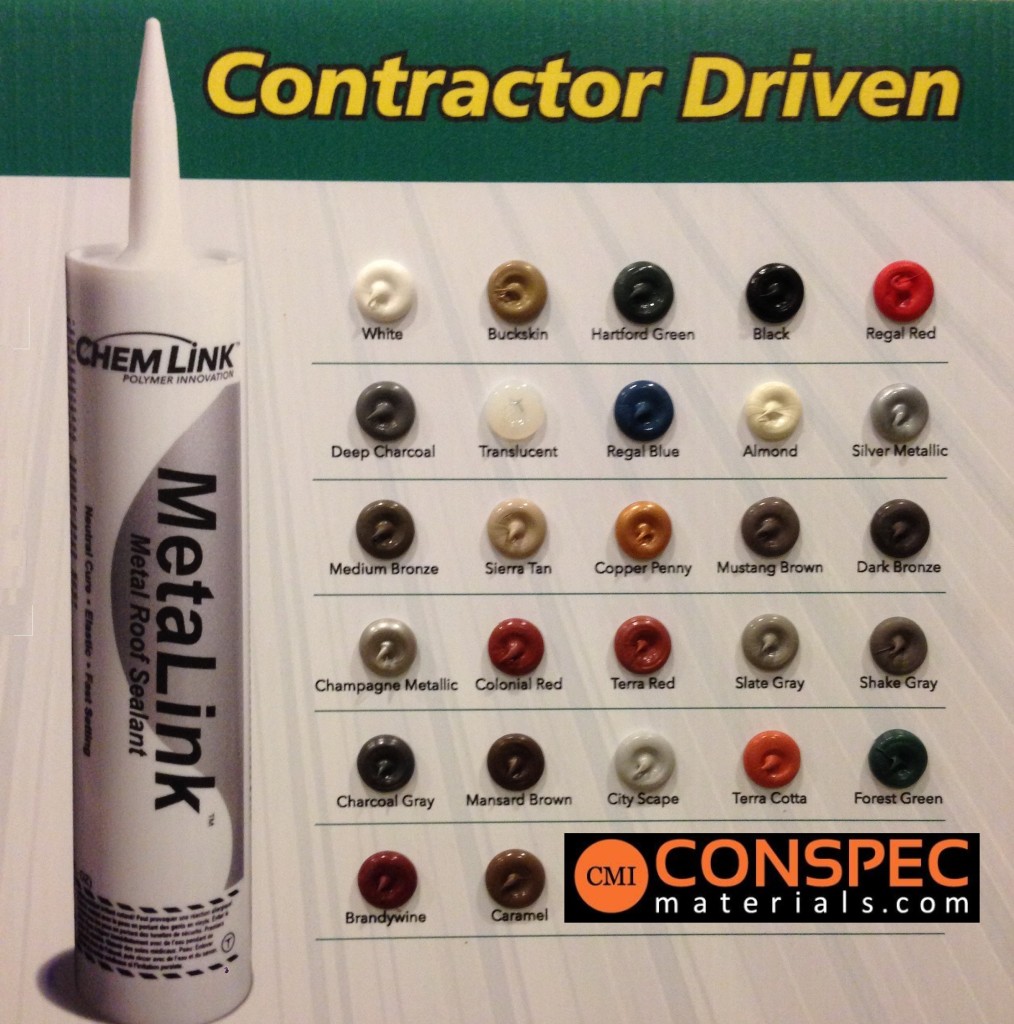 Contractor Driven
CHEM LINK™
POLYMER INNOVATION
MetaLink™
Metal Roof Sealant
Neutral Cure • Elastic • Fast Setting
White Buckskin Hartford Green Black Regal Red
Deep Charcoal Translucent Regal Blue Almond Silver Metallic
Medium Bronze Sierra Tan Copper Penny Mustang Brown Dark Bronze
Champagne Metallic Colonial Red Terra Red Slate Gray Shake Gray
Charcoal Gray Mansard Brown City Scape Terra Cotta Forest Green
Brandywine Caramel
CMI CONSPEC
materials.com